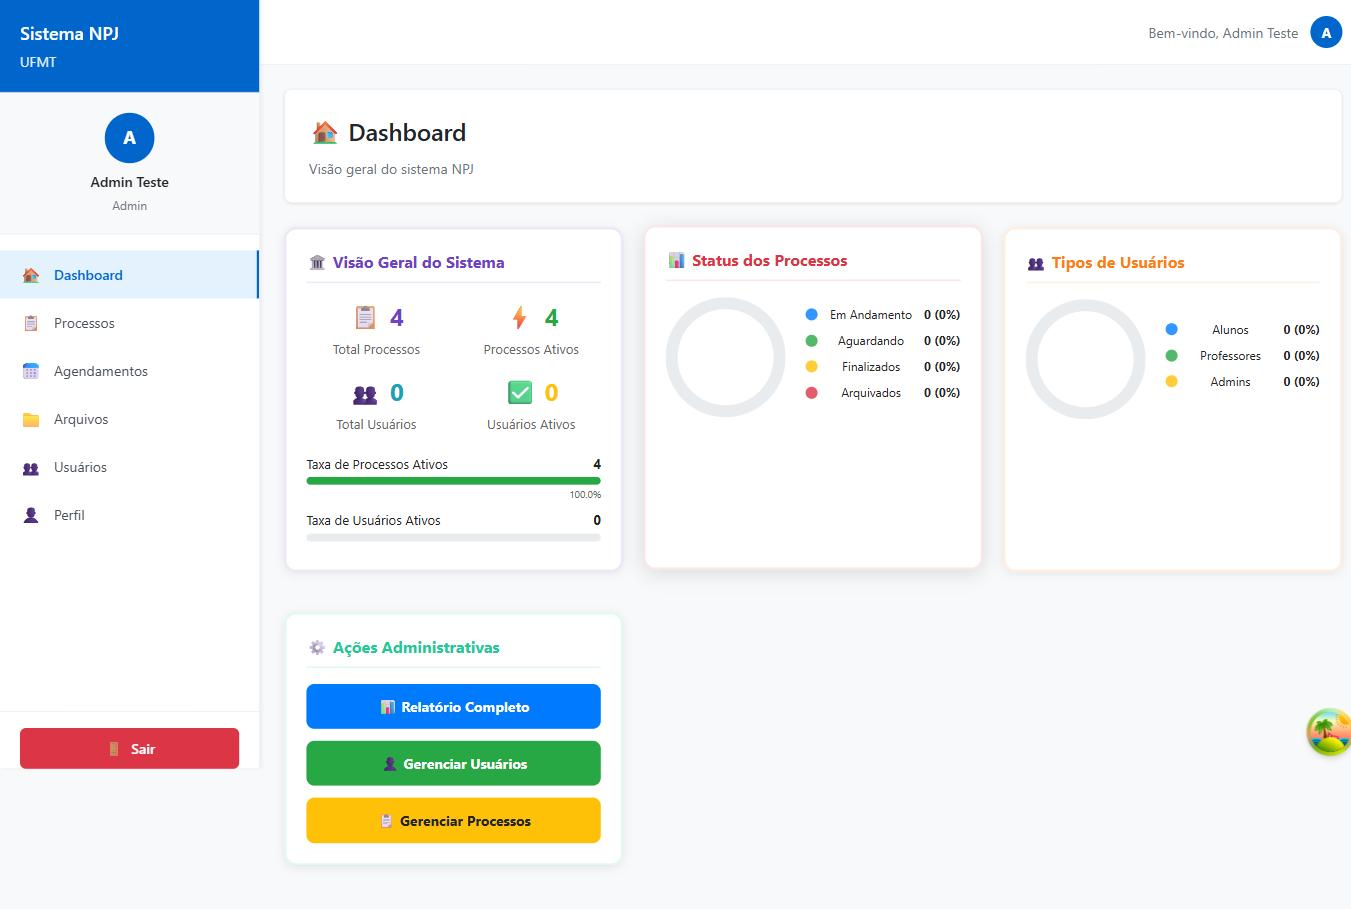 Sistema NPJ
UFMT
Bem-vindo, Admin Teste
A
A
Admin Teste
Admin
Dashboard
Processos
Agendamentos
Arquivos
Usuários
Perfil
Sair
Dashboard
Visão geral do sistema NPJ
Visão Geral do Sistema
4
Total Processos
4
Processos Ativos
0
Total Usuários
0
Usuários Ativos
Taxa de Processos Ativos 4
100.0%
Taxa de Usuários Ativos 0
Status dos Processos
Em Andamento 0 (0%)
Aguardando 0 (0%)
Finalizados 0 (0%)
Arquivados 0 (0%)
Tipos de Usuários
Alunos 0 (0%)
Professores 0 (0%)
Admins 0 (0%)
Ações Administrativas
Relatório Completo
Gerenciar Usuários
Gerenciar Processos